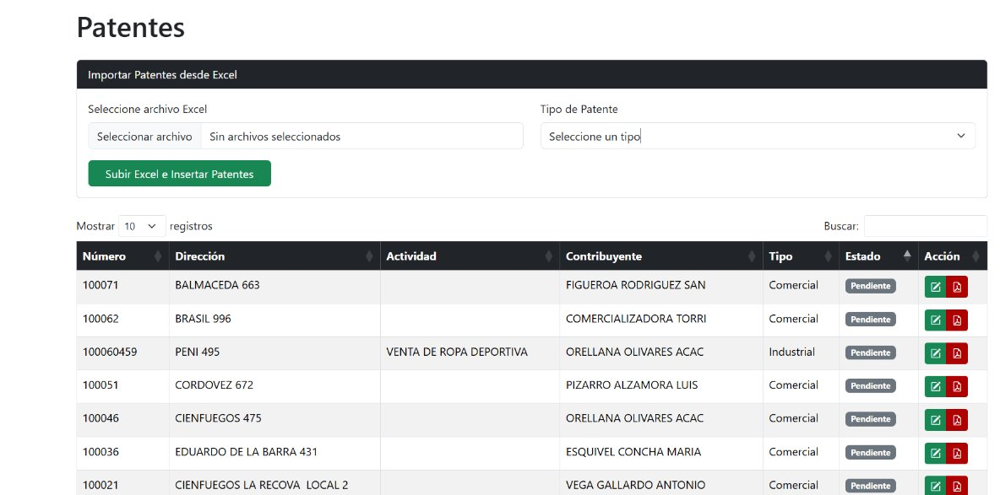 Patentes
Importar Patentes desde Excel
Seleccione archivo Excel Tipo de Patente
Seleccionar archivo Sin archivos seleccionados Seleccione un tipo
Subir Excel e Insertar Patentes
Mostrar 10 registros Buscar:
Número Dirección Actividad Contribuyente Tipo Estado Acción
100071 BALMACEDA 663 FIGUEROA RODRIGUEZ SAN Comercial Pendiente
100062 BRASIL 996 COMERCIALIZADORA TORRI Comercial Pendiente
100060459 PENI 495 VENTA DE ROPA DEPORTIVA ORELLANA OLIVARES ACAC Industrial Pendiente
100051 CORDOVEZ 672 PIZARRO ALZAMORA LUIS Comercial Pendiente
100046 CIENFUEGOS 475 ORELLANA OLIVARES ACAC Comercial Pendiente
100036 EDUARDO DE LA BARRA 431 ESQUIVEL CONCHA MARIA Comercial Pendiente
100021 CIENFUEGOS LA RECOVA LOCAL 2 VEGA GALLARDO ANTONIO Comercial Pendiente